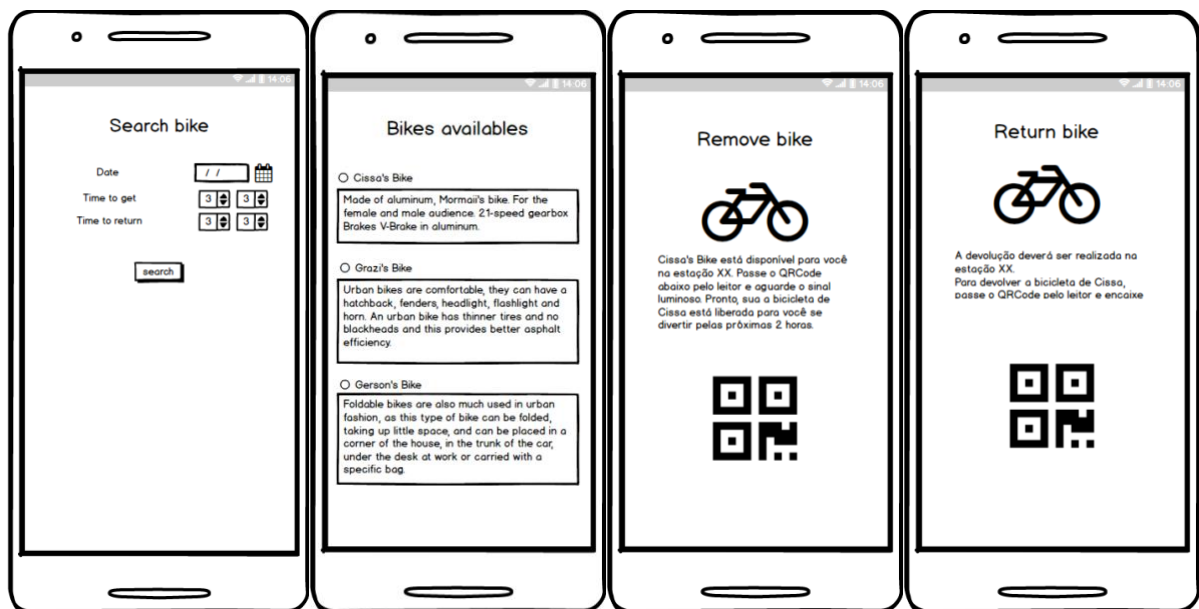 14:06
Search bike
Date / /
Time to get 3 3
Time to return 3 3
search
14:06
Bikes availables
Cissa's Bike
Made of aluminum, Mormaii's bike. For the
female and male audience. 21-speed gearbox
Brakes V-Brake in aluminum.
Grazi's Bike
Urban bikes are comfortable, they can have a
hatchback, fenders, headlight, flashlight and
horn. An urban bike has thinner tires and no
blackheads and this provides better asphalt
efficiency.
Gerson's Bike
Foldable bikes are also much used in urban
fashion, as this type of bike can be folded,
taking up little space, and can be placed in a
corner of the house, in the trunk of the car,
under the desk at work or carried with a
specific bag.
14:06
Remove bike
Cissa's Bike está disponível para você
na estação XX. Passe o QRCode
abaixo pelo leitor e aguarde o sinal
luminoso. Pronto, sua a bicicleta de
Cissa está liberada para você se
divertir pelas próximas 2 horas.
14:06
Return bike
A devolução deverá ser realizada na
estação XX.
Para devolver a bicicleta de Cissa,
passe o QRCode pelo leitor e encaixe